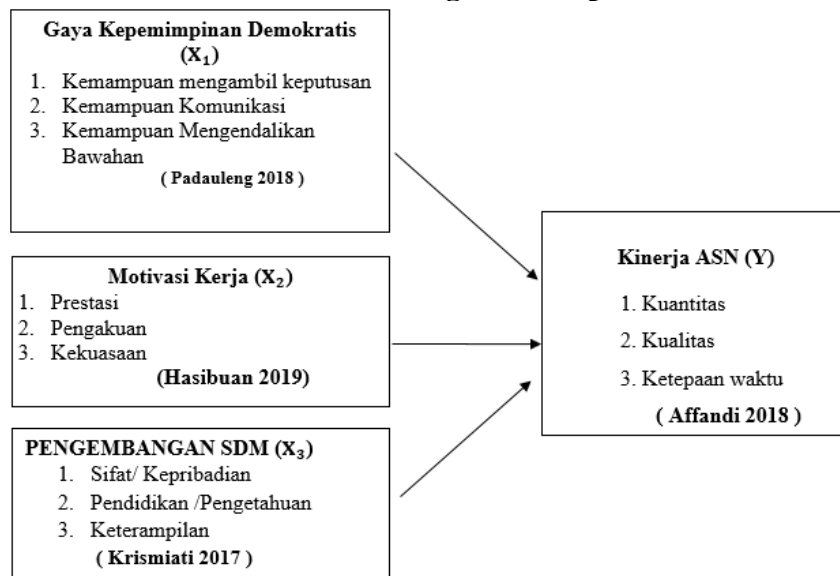 Gaya Kepemimpinan Demokratis
(X₁)
1. Kemampuan mengambil keputusan
2. Kemampuan Komunikasi
3. Kemampuan Mengendalikan
Bawahan
( Padauleng 2018 )
Motivasi Kerja (X₂)
1. Prestasi
2. Pengakuan
3. Kekuasaan
(Hasibuan 2019)
PENGEMBANGAN SDM (X₃)
1. Sifat/ Kepribadian
2. Pendidikan /Pengetahuan
3. Keterampilan
( Krismiati 2017 )
Kinerja ASN (Y)
1. Kuantitas
2. Kualitas
3. Ketepaan waktu
( Affandi 2018 )